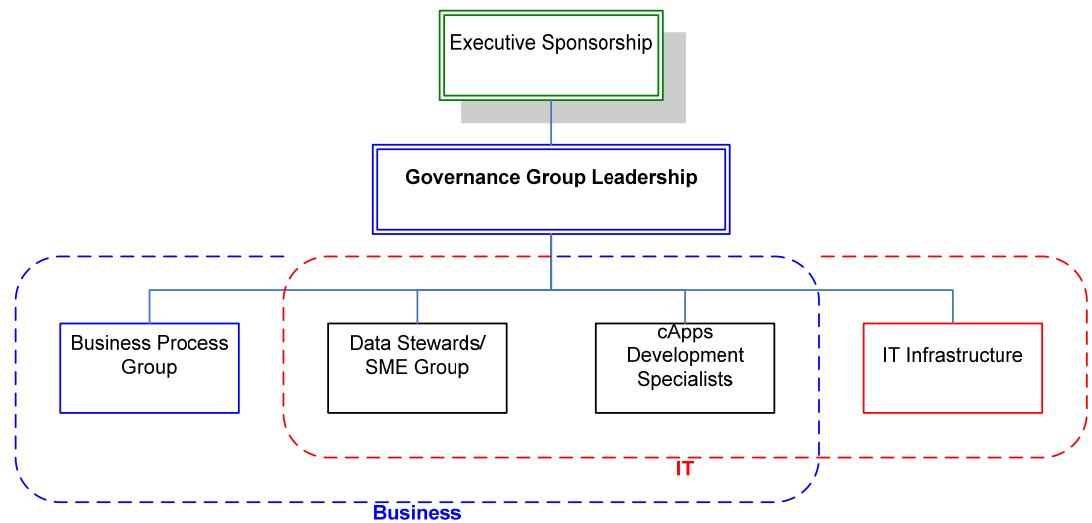 Executive Sponsorship
Governance Group Leadership
Business Process
Group
Data Stewards/
SME Group
cApps
Development
Specialists
IT Infrastructure
IT
Business